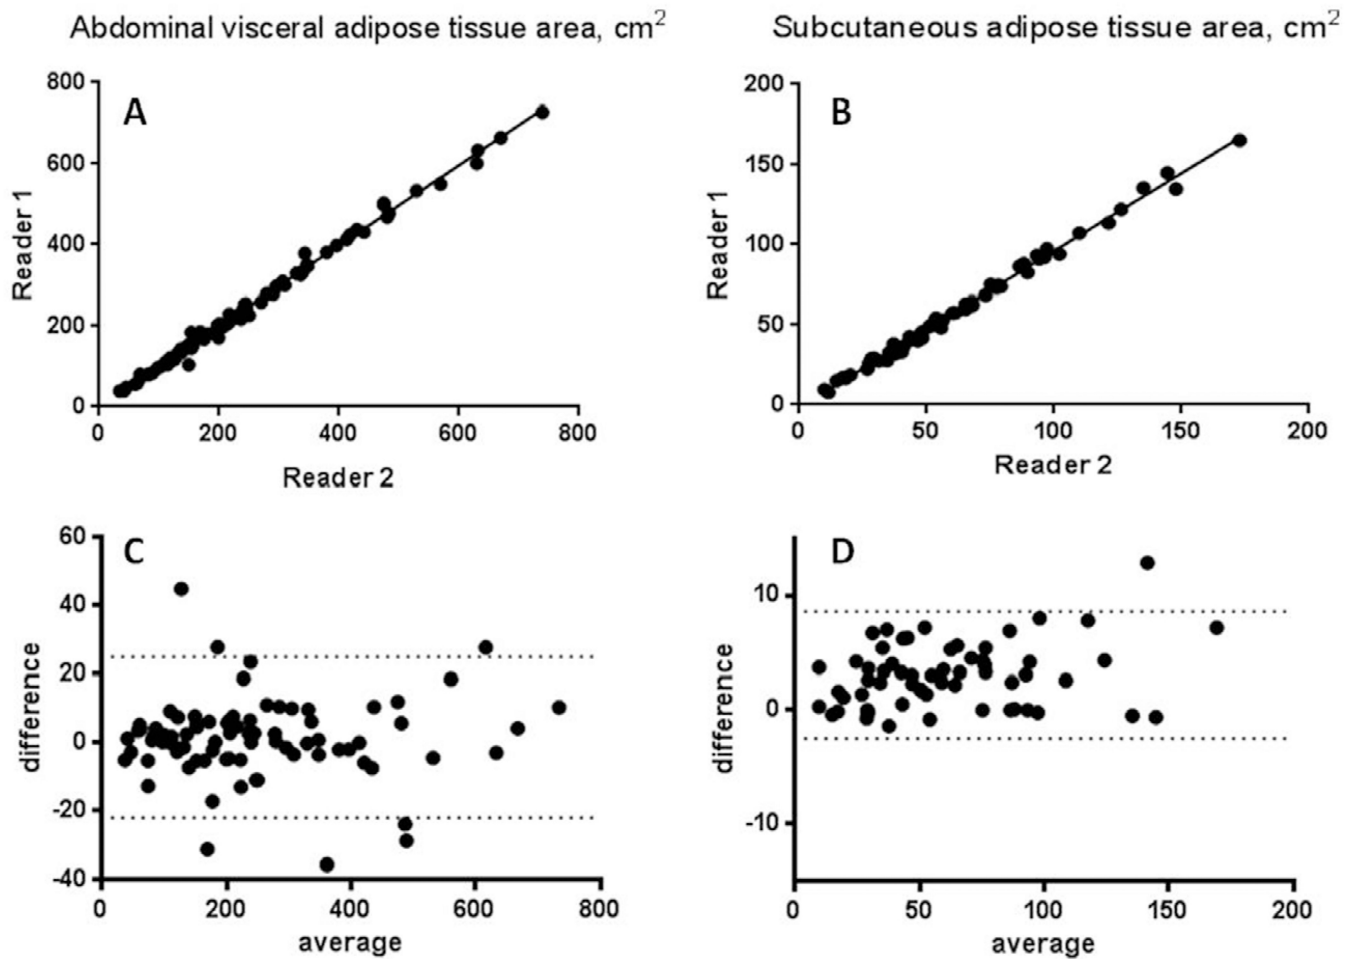 Abdominal visceral adipose tissue area, cm²
Subcutaneous adipose tissue area, cm²
A
800
600
400
200
0
Reader 1
0 200 400 600 800
Reader 2
B
200
150
100
50
0
Reader 1
0 50 100 150 200
Reader 2
C
60
40
20
0
-20
-40
difference
0 200 400 600 800
average
D
10
0
-10
difference
0 50 100 150 200
average